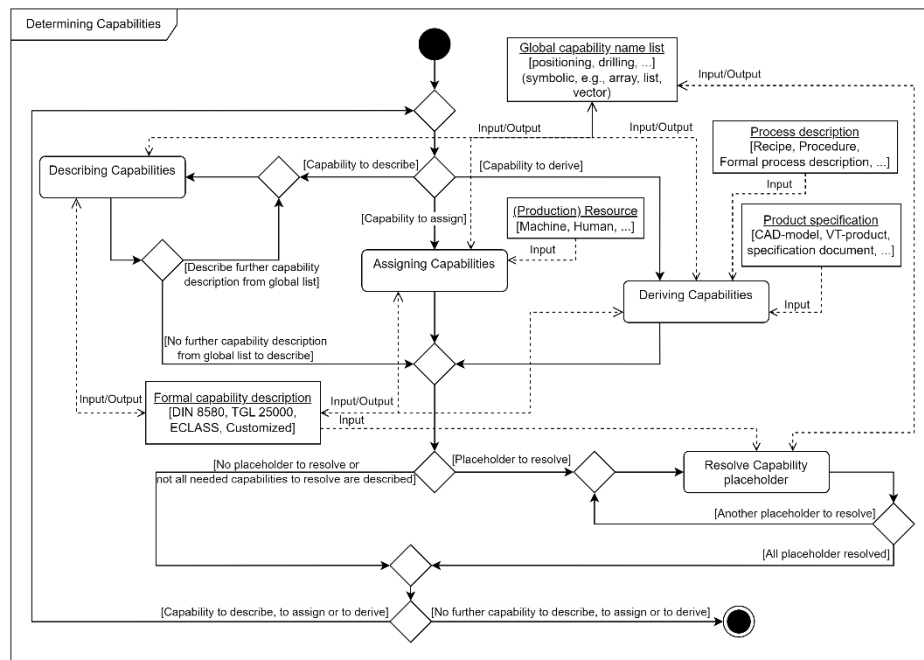 Determining Capabilities
Global capability name list
[positioning, drilling, ...]
(symbolic, e.g., array, list,
vector)
Input/Output
Input/Output
Input/Output
Process description
[Recipe, Procedure,
Formal process description, ...]
Input
Describing Capabilities
[Capability to describe]
[Capability to derive]
[Capability to assign]
(Production) Resource
[Machine, Human, ...]
Input
Product specification
[CAD-model, VT-product,
specification document, ...]
Input
Assigning Capabilities
Deriving Capabilities
[Describe further capability
description from global list]
[No further capability description
from global list to describe]
Input/Output
Formal capability description
[DIN 8580, TGL 25000,
ECLASS, Customized]
Input/Output
Input/Output
Input
[No placeholder to resolve or
not all needed capabilities to resolve are described]
[Placeholder to resolve]
Resolve Capability
placeholder
[Another placeholder to resolve]
[All placeholder resolved]
[Capability to describe, to assign or to derive]
[No further capability to describe, to assign or to derive]